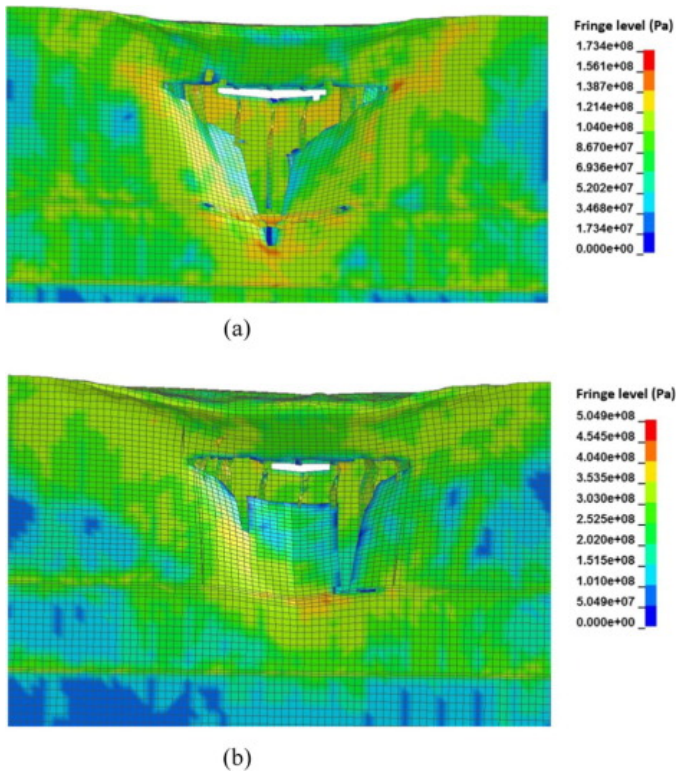 Fringe level (Pa)
1.734e+08
1.561e+08
1.387e+08
1.214e+08
1.040e+08
8.670e+07
6.936e+07
5.202e+07
3.468e+07
1.734e+07
0.000e+00
(a)
Fringe level (Pa)
5.049e+08
4.545e+08
4.040e+08
3.535e+08
3.030e+08
2.525e+08
2.020e+08
1.515e+08
1.010e+08
5.049e+07
0.000e+00
(b)